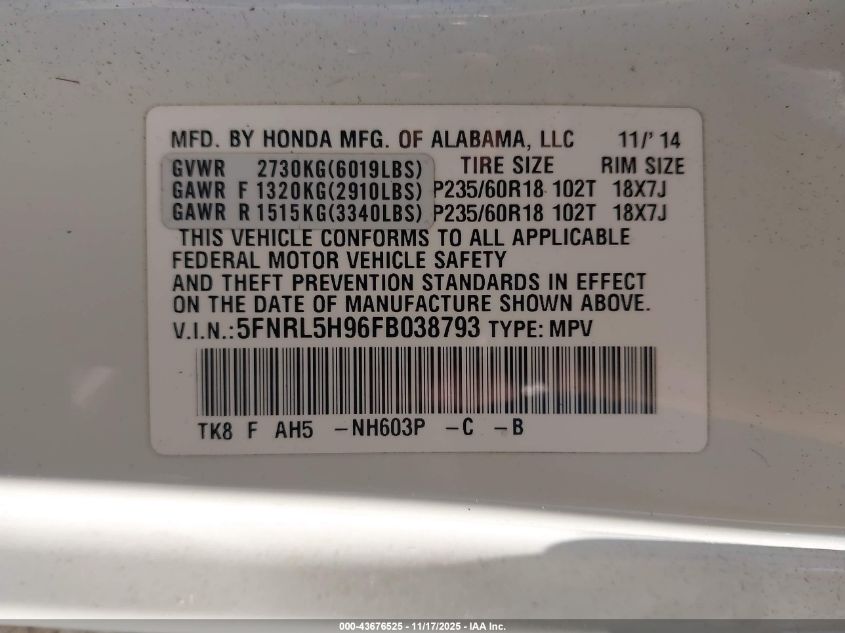 MFD. BY HONDA MFG. OF ALABAMA, LLC 11/' 14
GVWR 2730KG(6019LBS) TIRE SIZE RIM SIZE
GAWR F 1320KG(2910LBS) P235/60R18 102T 18X7J
GAWR R 1515KG(3340LBS) P235/60R18 102T 18X7J
THIS VEHICLE CONFORMS TO ALL APPLICABLE
FEDERAL MOTOR VEHICLE SAFETY
AND THEFT PREVENTION STANDARDS IN EFFECT
ON THE DATE OF MANUFACTURE SHOWN ABOVE.
V.I.N.:5FNRL5H96FB038793 TYPE: MPV
TK8 F AH5 -NH603P -C -B
000-43676525 - 11/17/2025 - IAA Inc.